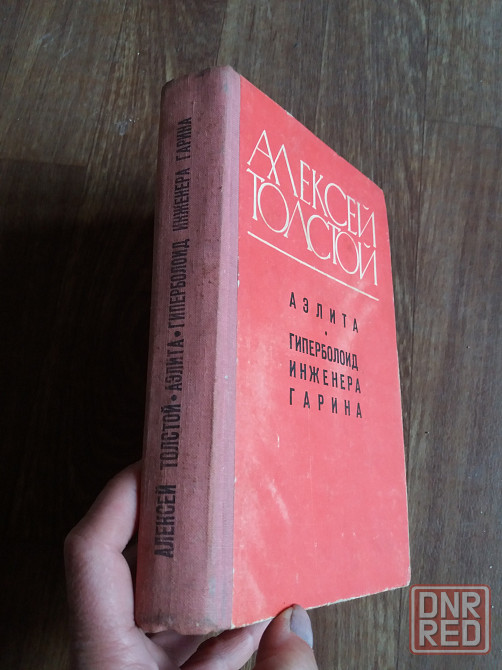 АЛЕКСЕЙ ТОЛСТОЙ • АЭЛИТА • ГИПЕРБОЛОИД ИНЖЕНЕРА ГАРИНА
АЛЕКСЕЙ
ТОЛСТОЙ
АЭЛИТА
•
ГИПЕРБОЛОИД
ИНЖЕНЕРА
ГАРИНА
DNR
RED